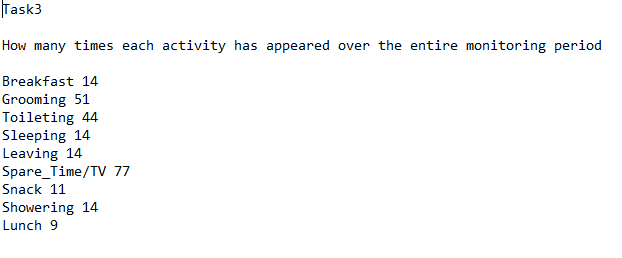 Task3
How many times each activity has appeared over the entire monitoring period
Breakfast 14
Grooming 51
Toileting 44
Sleeping 14
Leaving 14
Spare_Time/TV 77
Snack 11
Showering 14
Lunch 9